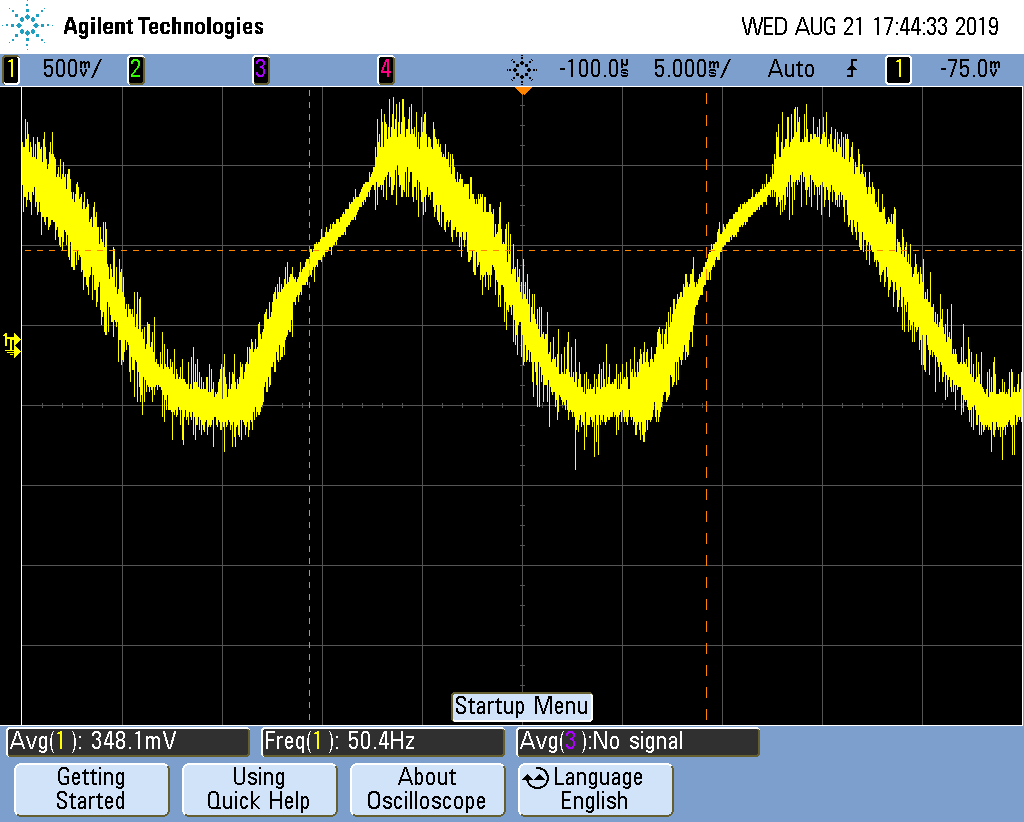 Agilent Technologies WED AUG 21 17:44:33 2019
1 500mV/ 2 3 4 -100.0us 5.000ms/ Auto 1 -75.0mV
T
Startup Menu
Avg(1): 348.1mV Freq(1): 50.4Hz Avg(3):No signal
Getting Using About Language
Started Quick Help Oscilloscope English